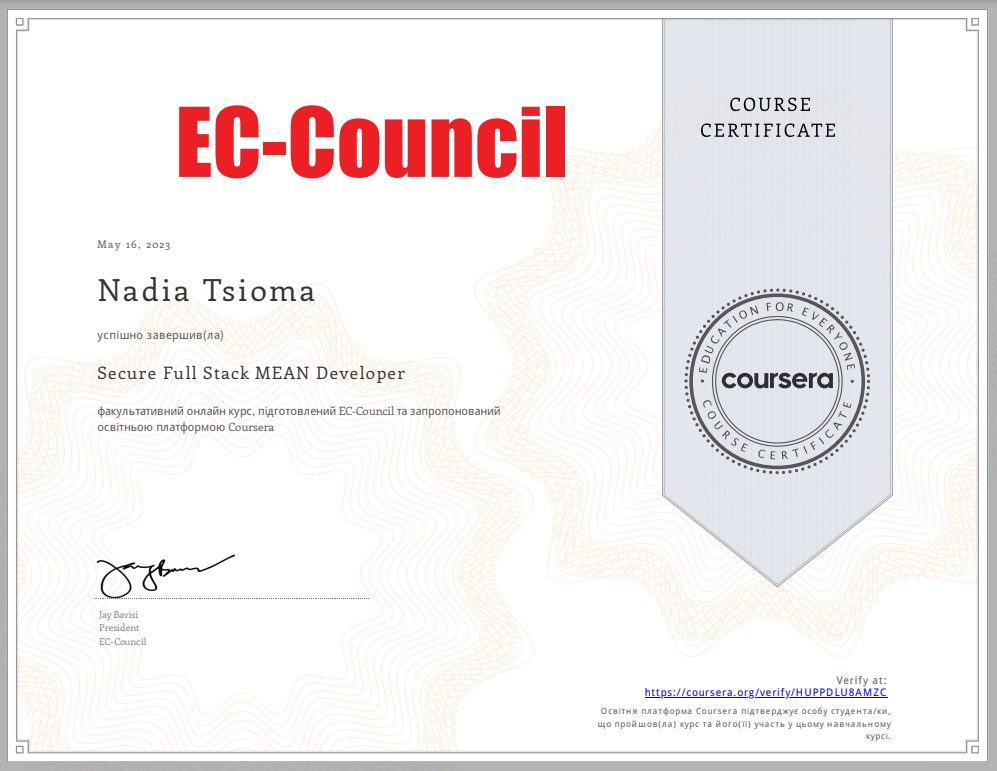 EC-Council
COURSE
CERTIFICATE
May 16, 2023
Nadia Tsioma
успішно завершив(ла)
Secure Full Stack MEAN Developer
факультативний онлайн курс, підготовлений EC-Council та запропонований
освітньою платформою Coursera
EDUCATION FOR EVERYONE
coursera
COURSE CERTIFICATE
Jay Bavisi
President
EC-Council
Verify at:
https://coursera.org/verify/HUPPDLU8AMZC
Освітня платформа Coursera підтверджує особу студента/ки,
що пройшов(ла) курс та його(її) участь у цьому навчальному
курсі.